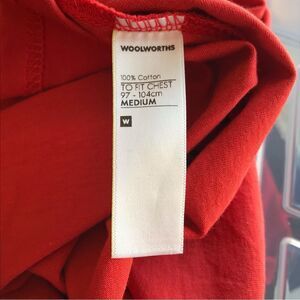 WOOLWORTHS
100% Cotton
TO FIT CHEST
97 - 104cm
MEDIUM
W